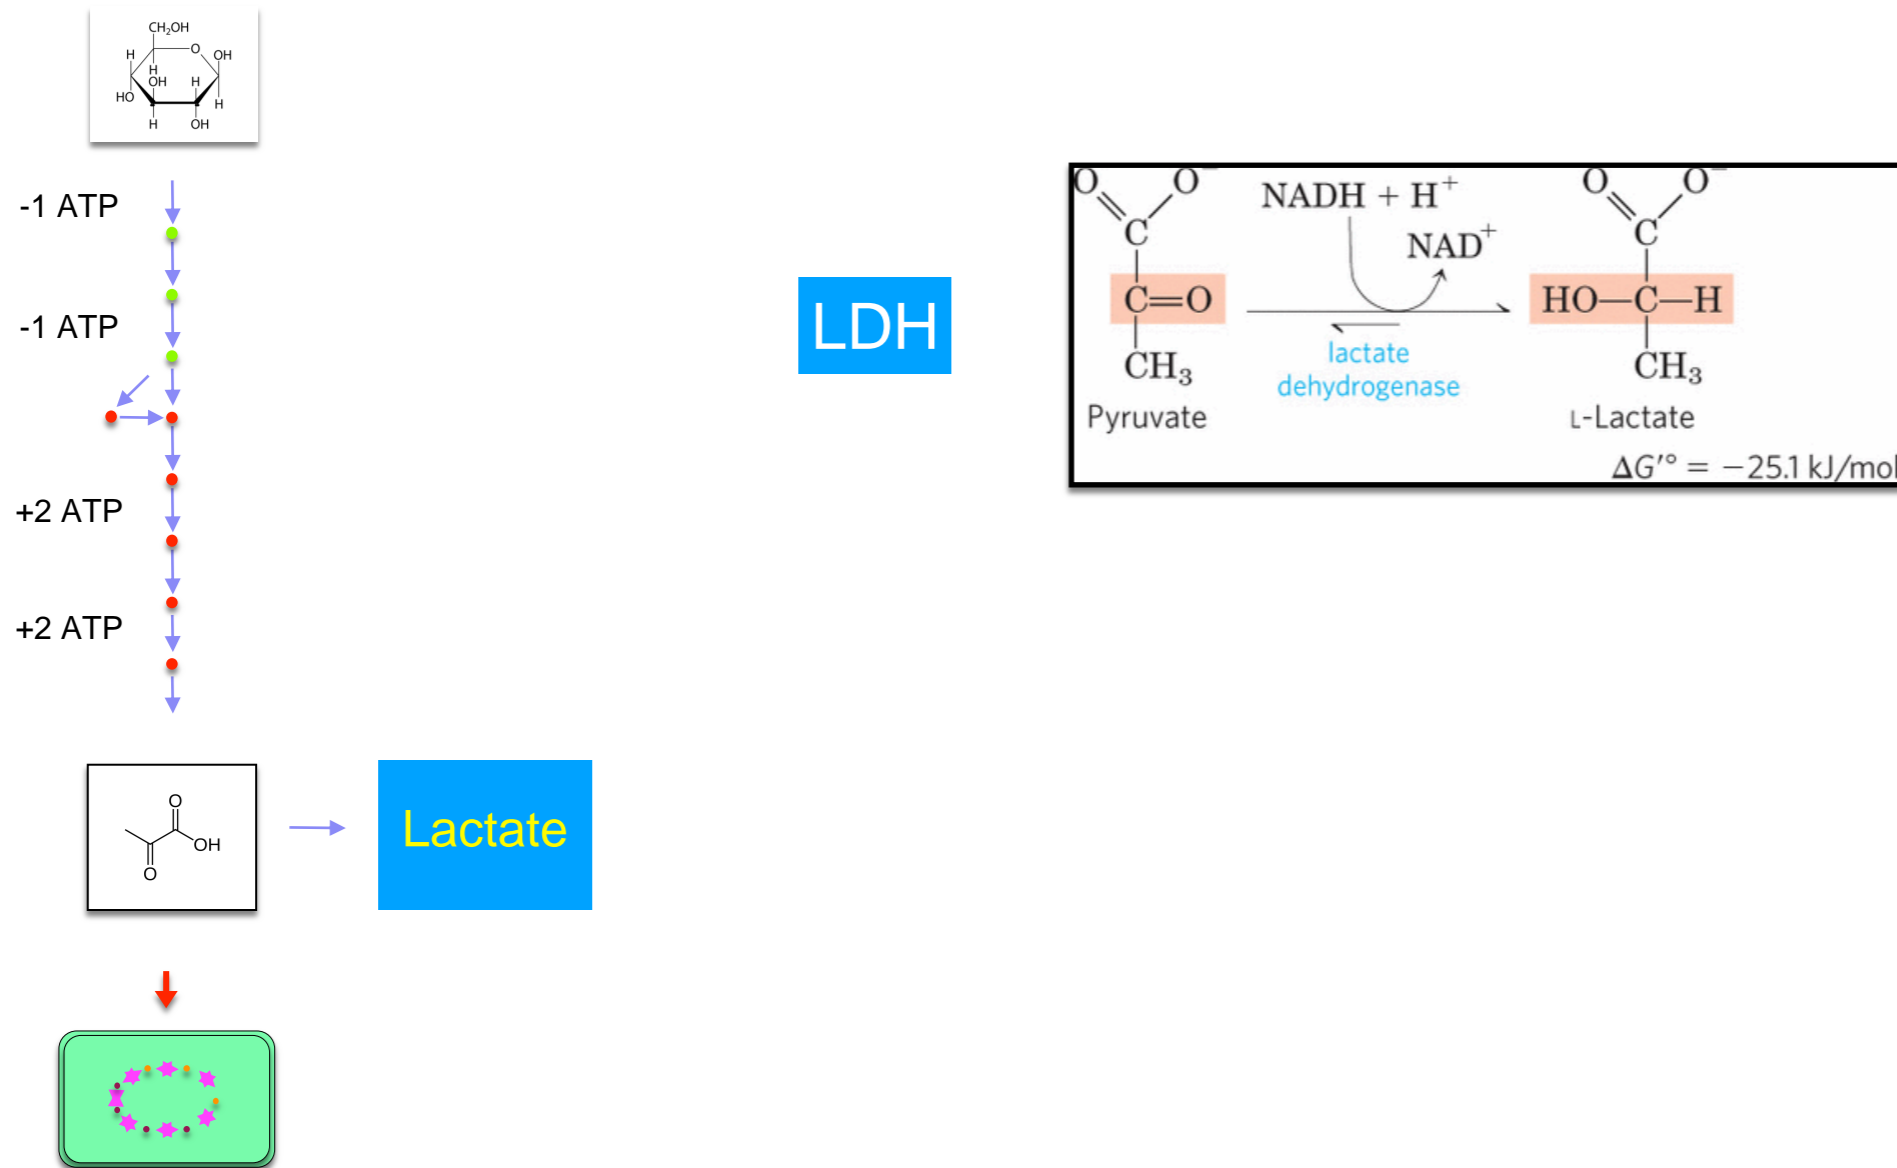 CH₂OH
H
O
OH
H
OH
H
HO
H
H
OH
-1 ATP
-1 ATP
+2 ATP
+2 ATP
O
OH
O
Lactate
LDH
O
O⁻
C
C=O
CH₃
Pyruvate
NADH + H⁺
NAD⁺
lactate
dehydrogenase
O
O⁻
C
HO—C—H
CH₃
L-Lactate
ΔG′° = −25.1 kJ/mol